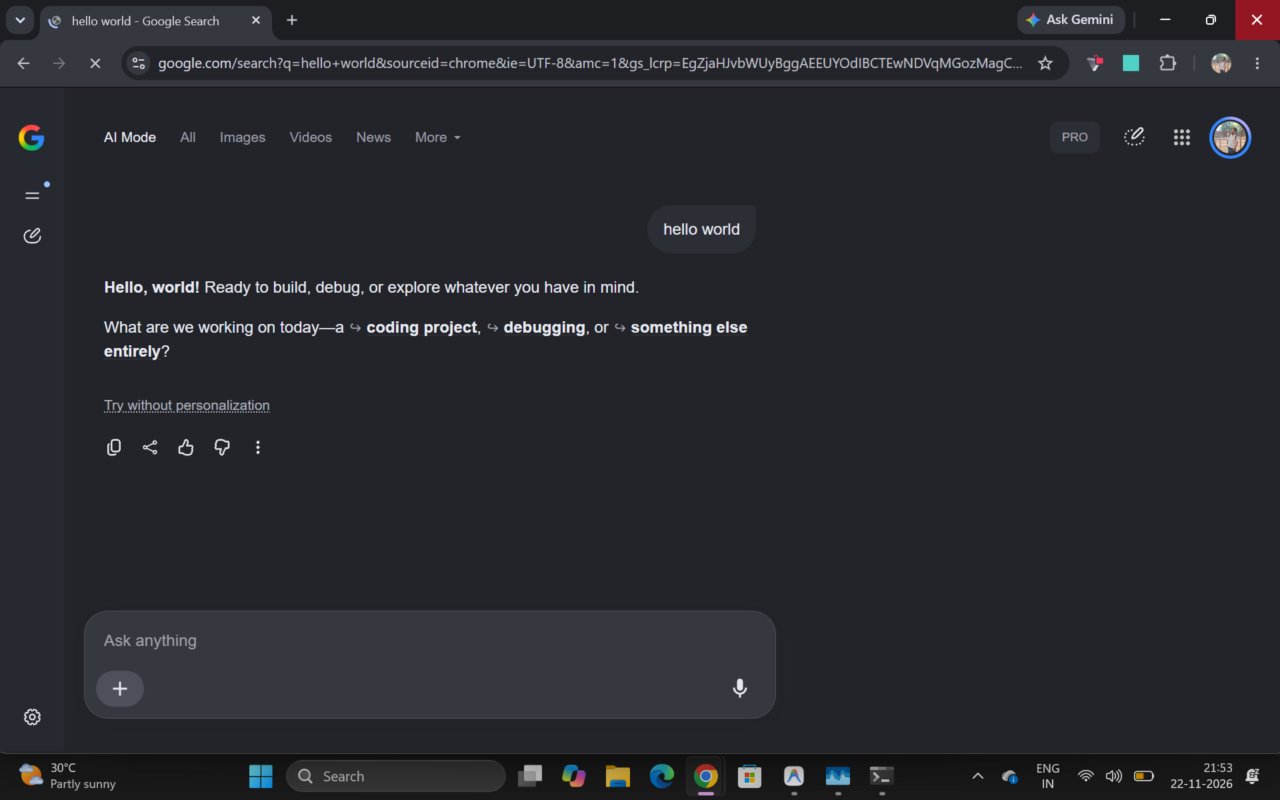 hello world - Google Search
Ask Gemini
google.com/search?q=hello+world&sourceid=chrome&ie=UTF-8&amc=1&gs_lcrp=EgZjaHJvbWUyBggAEEUYOdIBCTEwNDVqMGozMagC...
AI Mode
All
Images
Videos
News
More
PRO
hello world
Hello, world! Ready to build, debug, or explore whatever you have in mind.
What are we working on today—a ↪ coding project, ↪ debugging, or ↪ something else
entirely?
Try without personalization
Ask anything
30°C
Partly sunny
Search
ENG
IN
21:53
22-11-2026